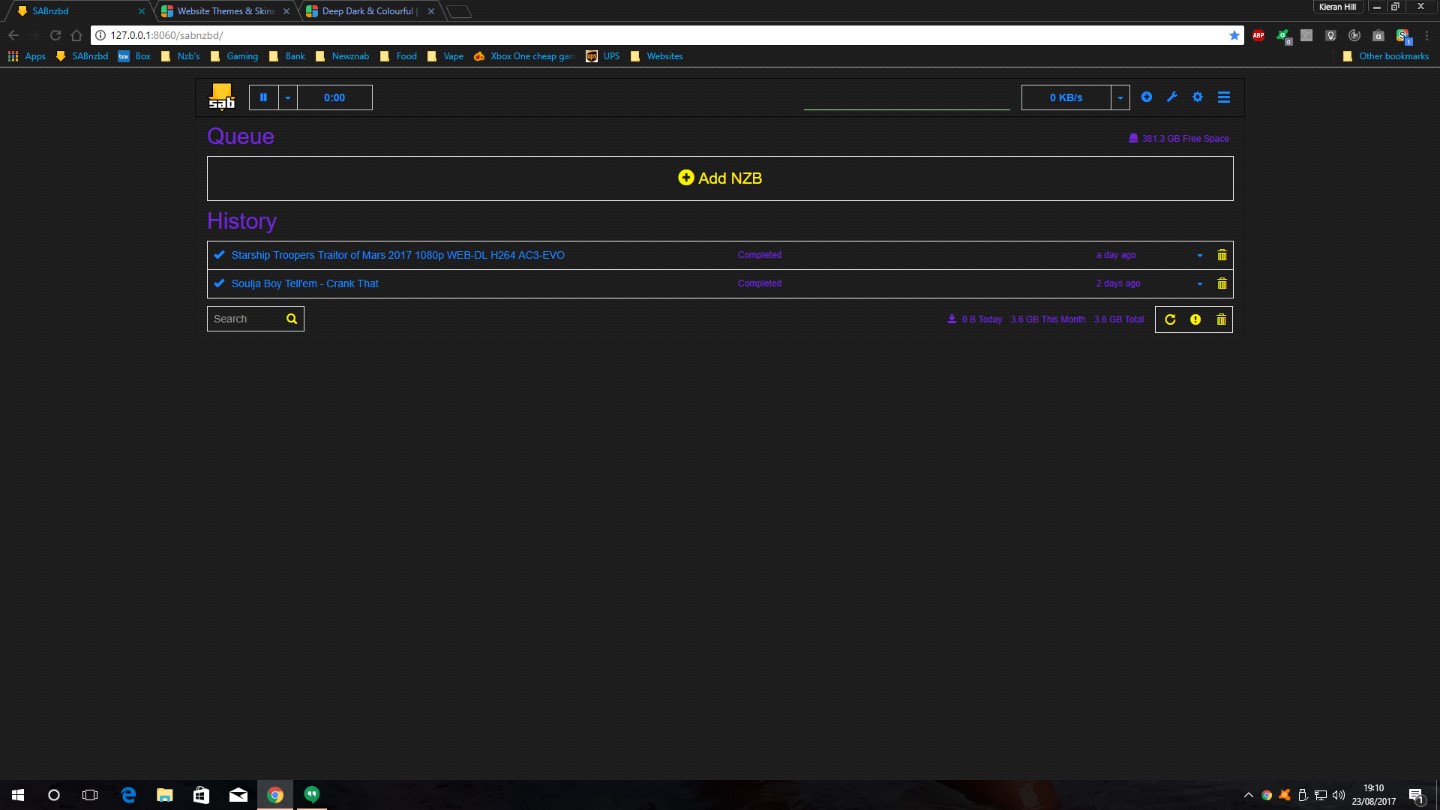 SABnzbd Website Themes & Skins Deep Dark & Colourful | Kieran Hill
127.0.0.1:8060/sabnzbd/ ABP
Apps SABnzbd Box Nzb's Gaming Bank Newznab Food Vape Xbox One cheap gam UPS Websites Other bookmarks
sab 0:00 0 KB/s
Queue 381.3 GB Free Space
Add NZB
History
Starship Troopers Traitor of Mars 2017 1080p WEB-DL H264 AC3-EVO Completed a day ago
Soulja Boy Tell'em - Crank That Completed 2 days ago
Search 0 B Today 3.6 GB This Month 3.6 GB Total
19:10
23/08/2017
1